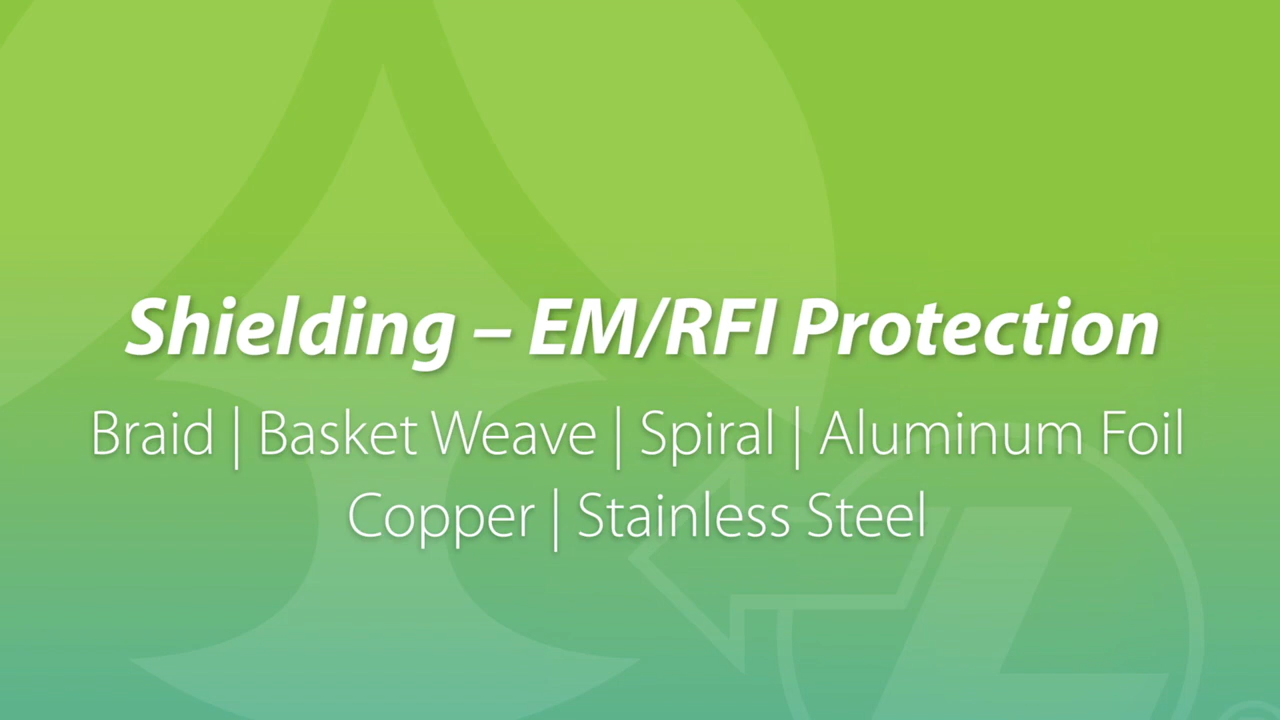 Shielding – EM/RFI Protection
Braid | Basket Weave | Spiral | Aluminum Foil
Copper | Stainless Steel